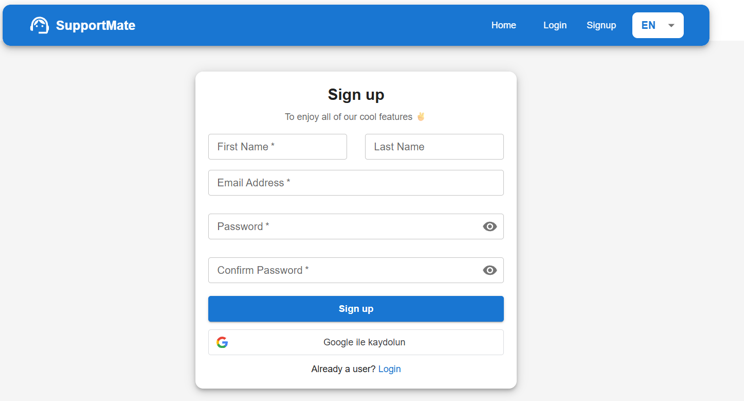 SupportMate
Home Login Signup EN
Sign up
To enjoy all of our cool features ✌
First Name * Last Name
Email Address *
Password *
Confirm Password *
Sign up
Google ile kaydolun
Already a user? Login